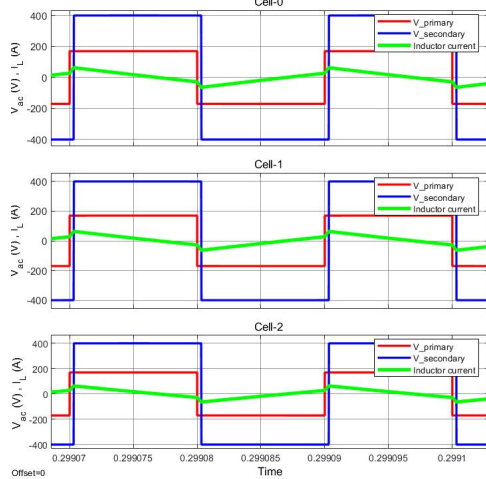 Cell-0
400
200
0
-200
-400
V_ac (V) , I_L (A)
V_primary
V_secondary
Inductor current
Cell-1
400
200
0
-200
-400
V_ac (V) , I_L (A)
V_primary
V_secondary
Inductor current
Cell-2
400
200
0
-200
-400
V_ac (V) , I_L (A)
V_primary
V_secondary
Inductor current
0.29907 0.299075 0.29908 0.299085 0.29909 0.299095 0.2991
Offset=0
Time